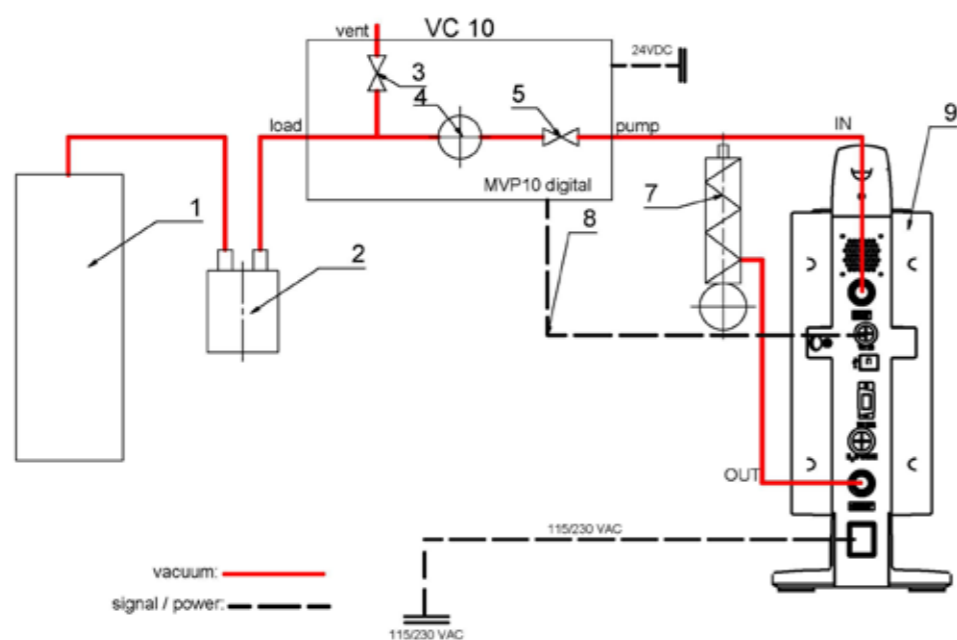 vent
VC 10
24VDC
3
4
5
load
pump
IN
9
MVP10 digital
1
7
8
2
OUT
115/230 VAC
vacuum:
signal / power:
115/230 VAC